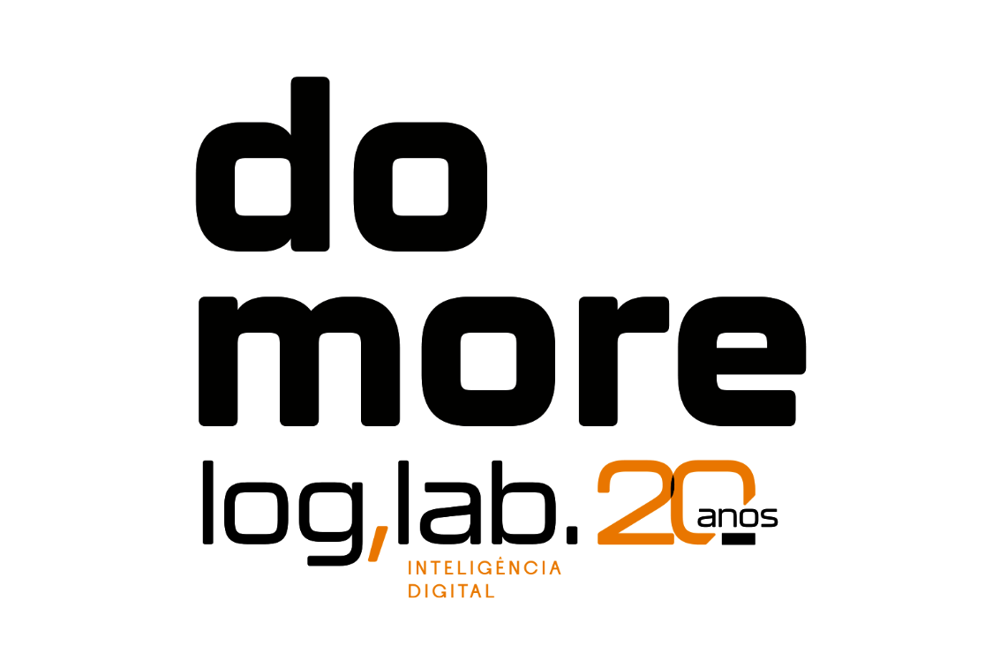 do
more
log,lab. 20 anos
INTELIGÊNCIA
DIGITAL